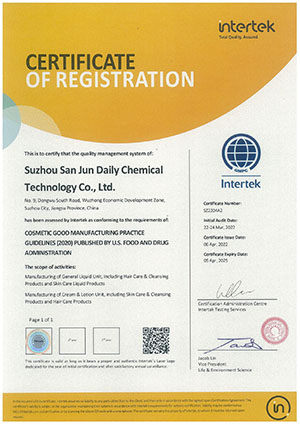 intertek
Total Quality. Assured.
CERTIFICATE
OF REGISTRATION
This is to certify that the quality management system of:
Suzhou San Jun Daily Chemical
Technology Co., Ltd.
No. 9, Dongwu South Road, Wuzhong Economic Development Zone,
Suzhou City, Jiangsu Province, China
has been assessed by Intertek as conforming to the requirements of:
COSMETIC GOOD MANUFACTURING PRACTICE
GUIDELINES (2020) PUBLISHED BY U.S. FOOD AND DRUG
ADMINISTRATION
The scope of activities:
Manufacturing of General Liquid Unit, including Hair Care & Cleansing
Products and Skin Care Liquid Products
Manufacturing of Cream & Lotion Unit, including Skin Care & Cleansing
Products and Hair Care Products
Page 1 of 1
This certificate is valid as long as it bears a proper and authentic Intertek's Logo label
dedicated for the year of initial certification and after satisfactory annual surveillance.
GMPC
Intertek
Certificate Number:
Initial Audit Date:
23-24 Mar, 2022
Certificate Issue Date:
06 Apr, 2022
Certificate Expiry Date:
05 Apr, 2025
Certification Administration Centre
Intertek Testing Services
Jacob Lin
Vice President
Life & Environment Science
in